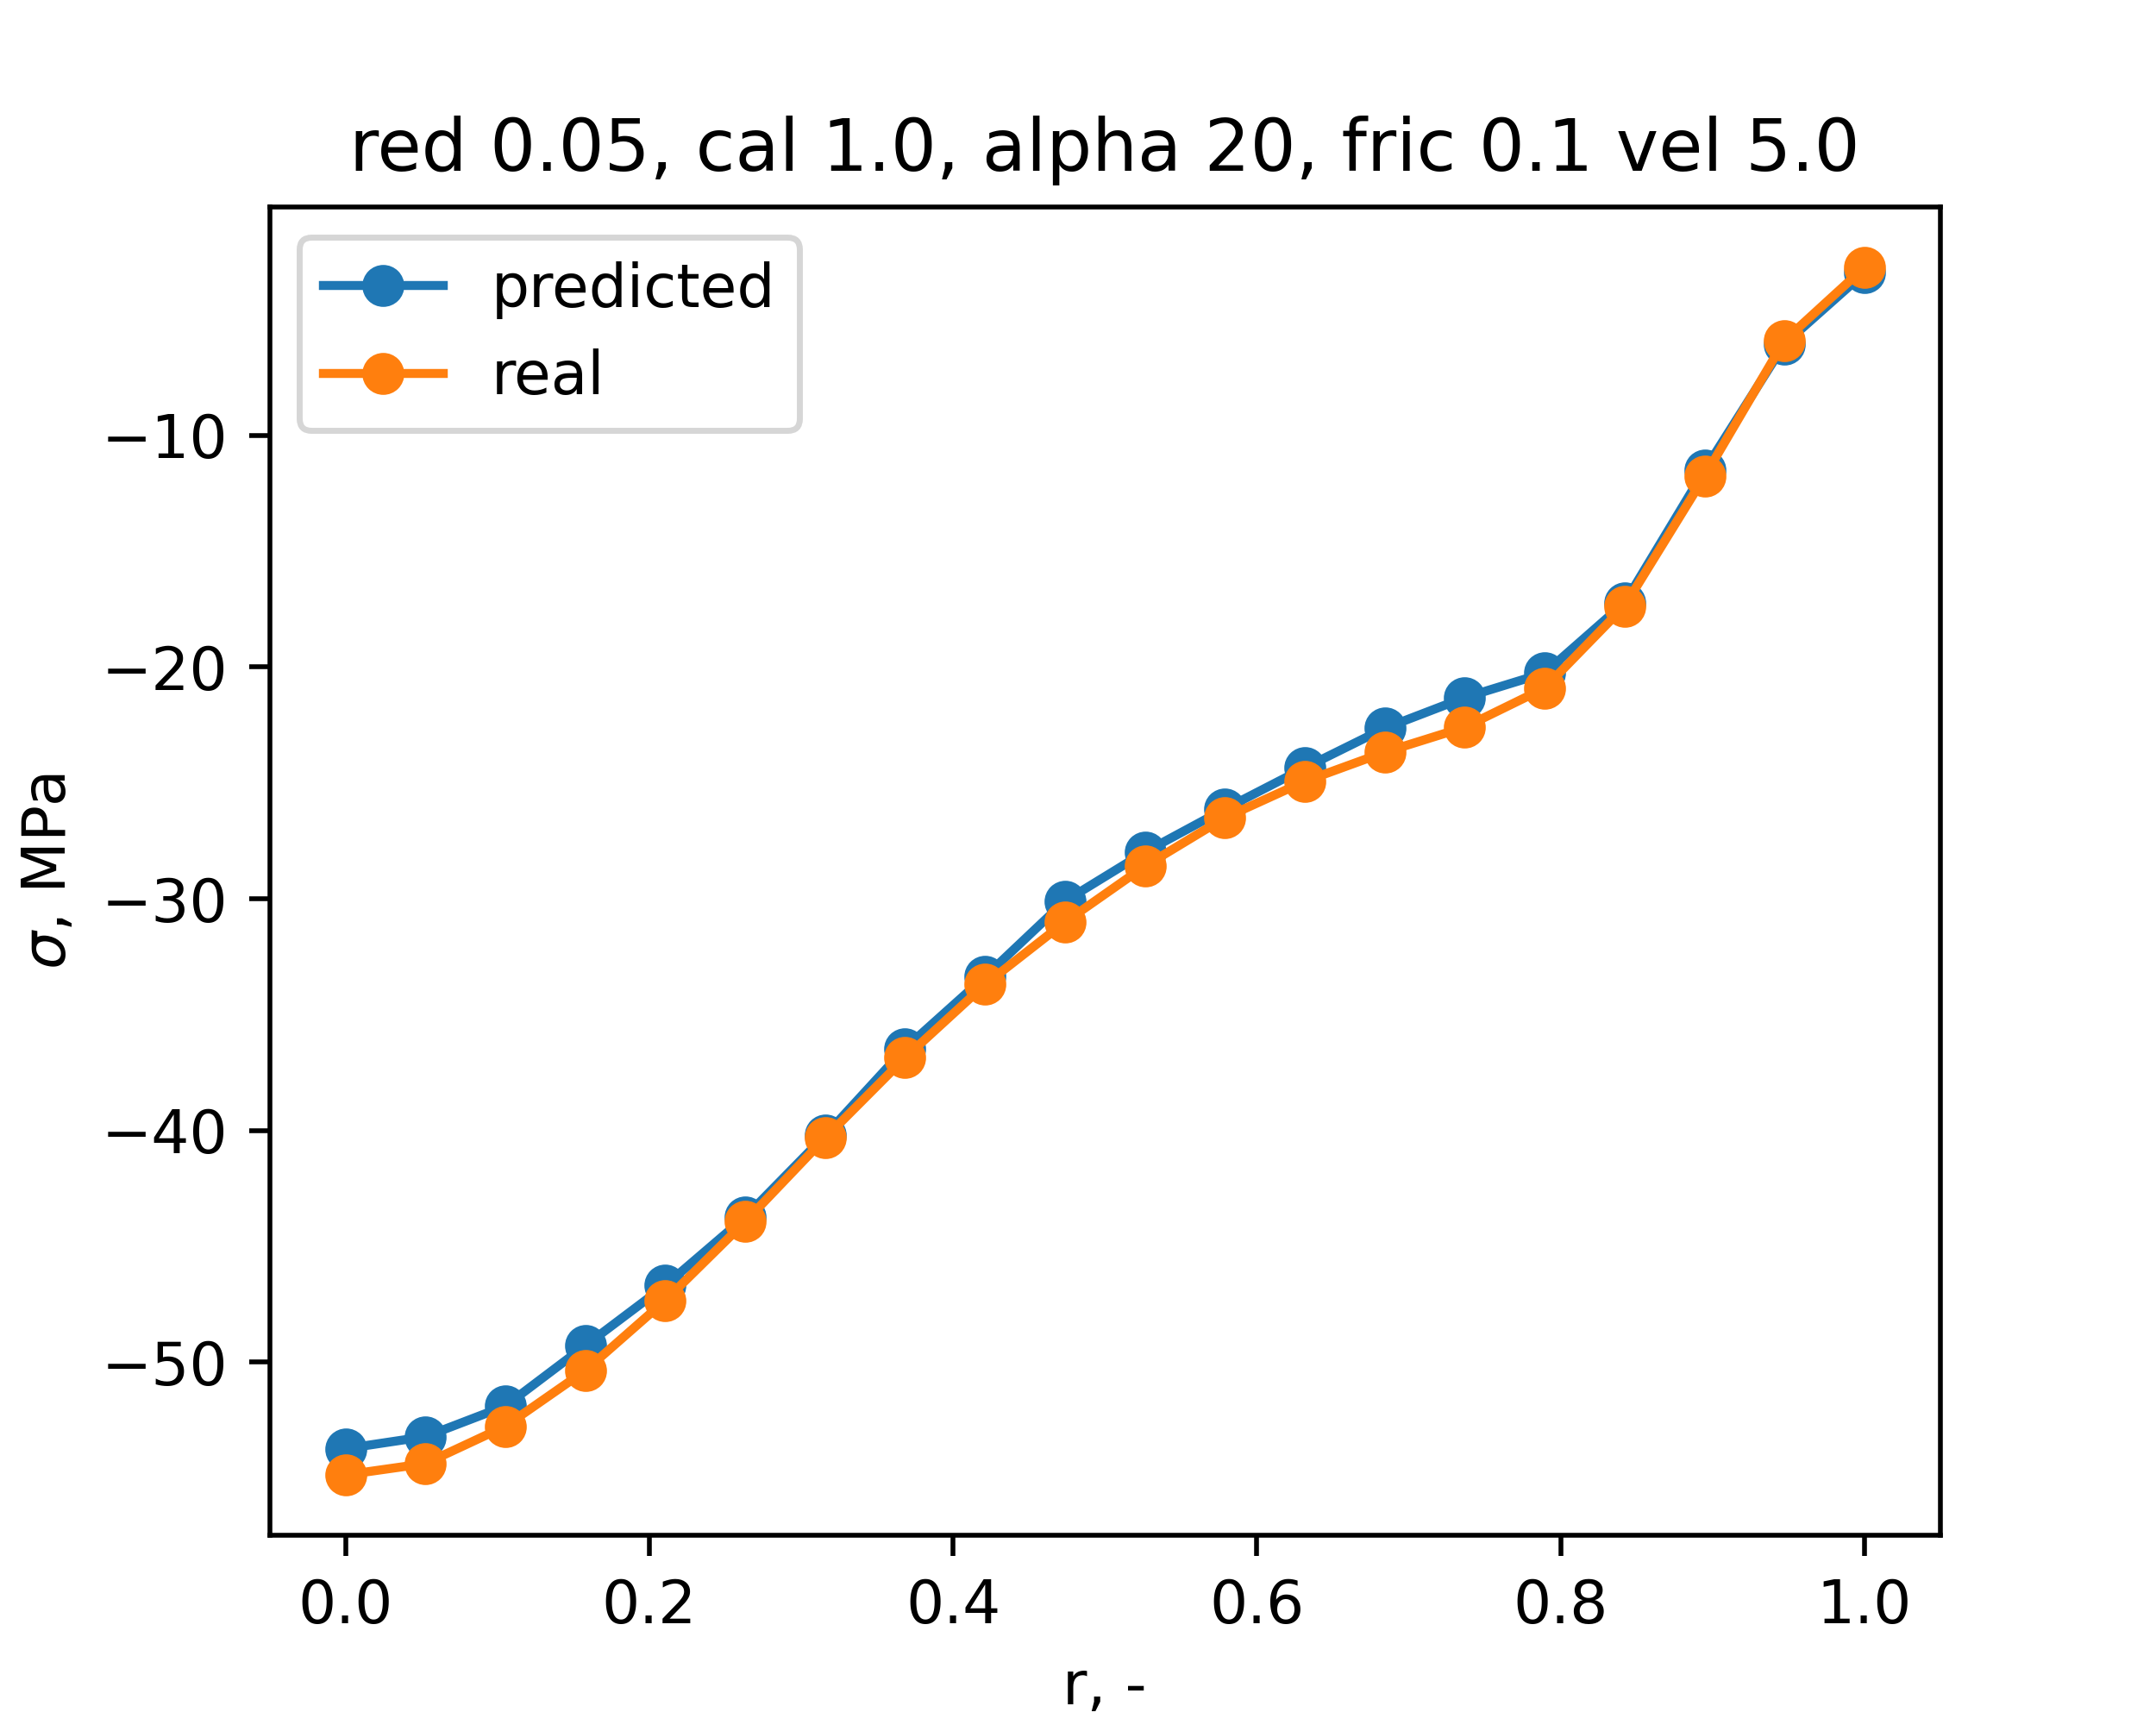 red 0.05, cal 1.0, alpha 20, fric 0.1 vel 5.0
predicted
real
−10
−20
−30
−40
−50
σ, MPa
0.0 0.2 0.4 0.6 0.8 1.0
r, -